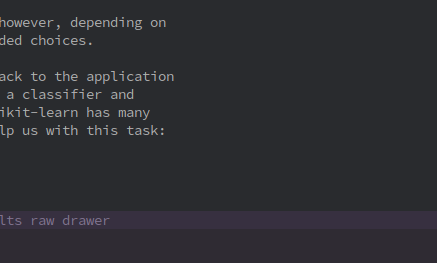 however, depending on
ded choices.
ack to the application
a classifier and
ikit-learn has many
lp us with this task:
lts raw drawer